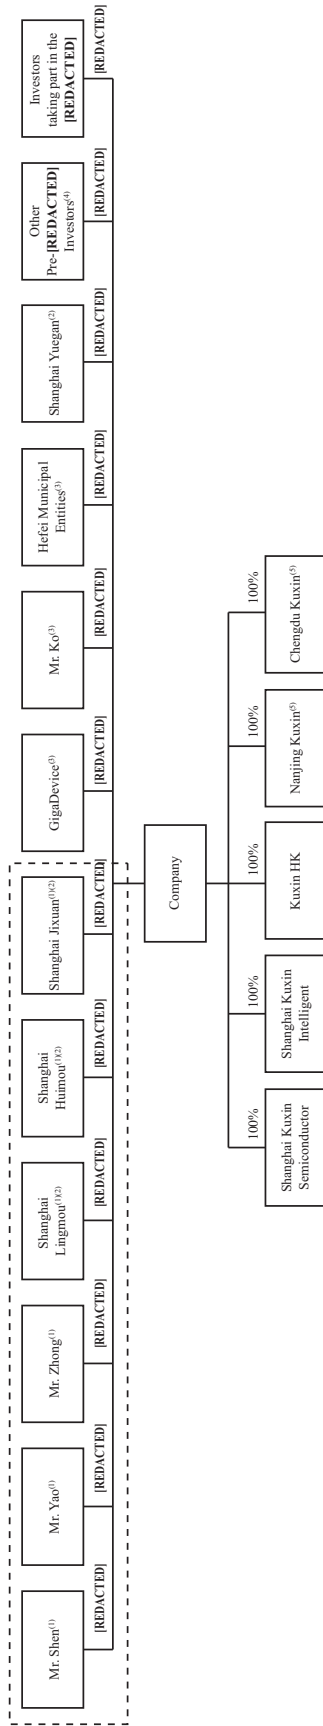 Mr. Shen(1)
Mr. Yao(1)
Mr. Zhong(1)
Shanghai
Lingmou(1)(2)
Shanghai
Huimou(1)(2)
Shanghai Jixuan(1)(2)
GigaDevice(3)
Mr. Ko(3)
Hefei Municipal
Entities(3)
Shanghai Yuegan(2)
Other
Pre-[REDACTED]
Investors(4)
Investors
taking part in the
[REDACTED]
[REDACTED]
[REDACTED]
[REDACTED]
[REDACTED]
[REDACTED]
[REDACTED]
[REDACTED]
[REDACTED]
[REDACTED]
[REDACTED]
[REDACTED]
[REDACTED]
Company
100%
100%
100%
100%
100%
Shanghai Kuxin
Semiconductor
Shanghai Kuxin
Intelligent
Kuxin HK
Nanjing Kuxin(5)
Chengdu Kuxin(5)